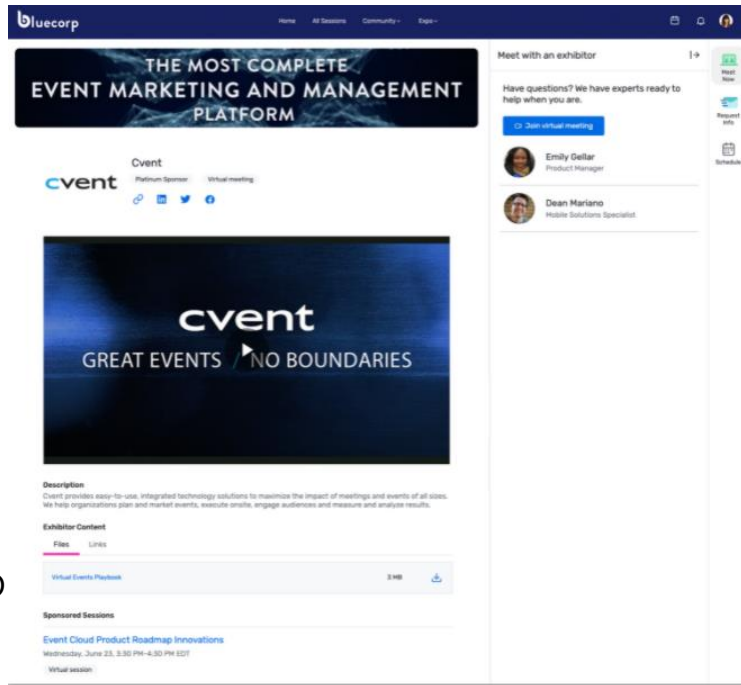 bluecorp
Home All Sessions Community Expo
THE MOST COMPLETE
EVENT MARKETING AND MANAGEMENT
PLATFORM
cvent
Cvent
Platinum Sponsor Virtual meeting
cvent
GREAT EVENTS / NO BOUNDARIES
Description
Cvent provides easy-to-use, integrated technology solutions to maximize the impact of meetings and events of all sizes.
We help organizations plan and market events, execute onsite, engage audiences and measure and analyze results.
Exhibitor Content
Files Links
Virtual Events Playbook 3 MB
Sponsored Sessions
Event Cloud Product Roadmap Innovations
Wednesday, June 23, 3:30 PM-4:30 PM EDT
Virtual session
Meet with an exhibitor
Have questions? We have experts ready to
help when you are.
Join virtual meeting
Emily Gellar
Product Manager
Dean Mariano
Mobile Solutions Specialist
Meet
Now
Request
Info
Schedule